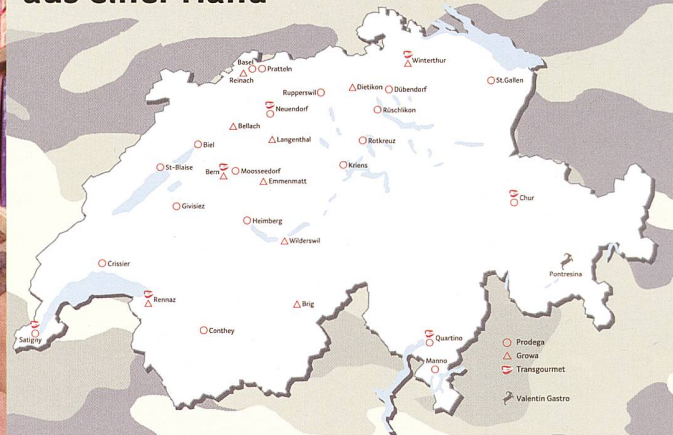 aus einer Hand
Winterthur
Basel
Pratteln
Reinach
St.Gallen
Dietikon
Dübendorf
Rupperswil
Neuendorf
Rüschlikon
Bellach
Langenthal
Rotkreuz
Biel
St-Blaise
Bern
Moosseedorf
Kriens
Emmenmatt
Chur
Givisiez
Heimberg
Wilderswil
Crissier
Pontresina
Rennaz
Brig
Conthey
Satigny
Quartino
Manno
Prodega
Growa
Transgourmet
Valentin Gastro